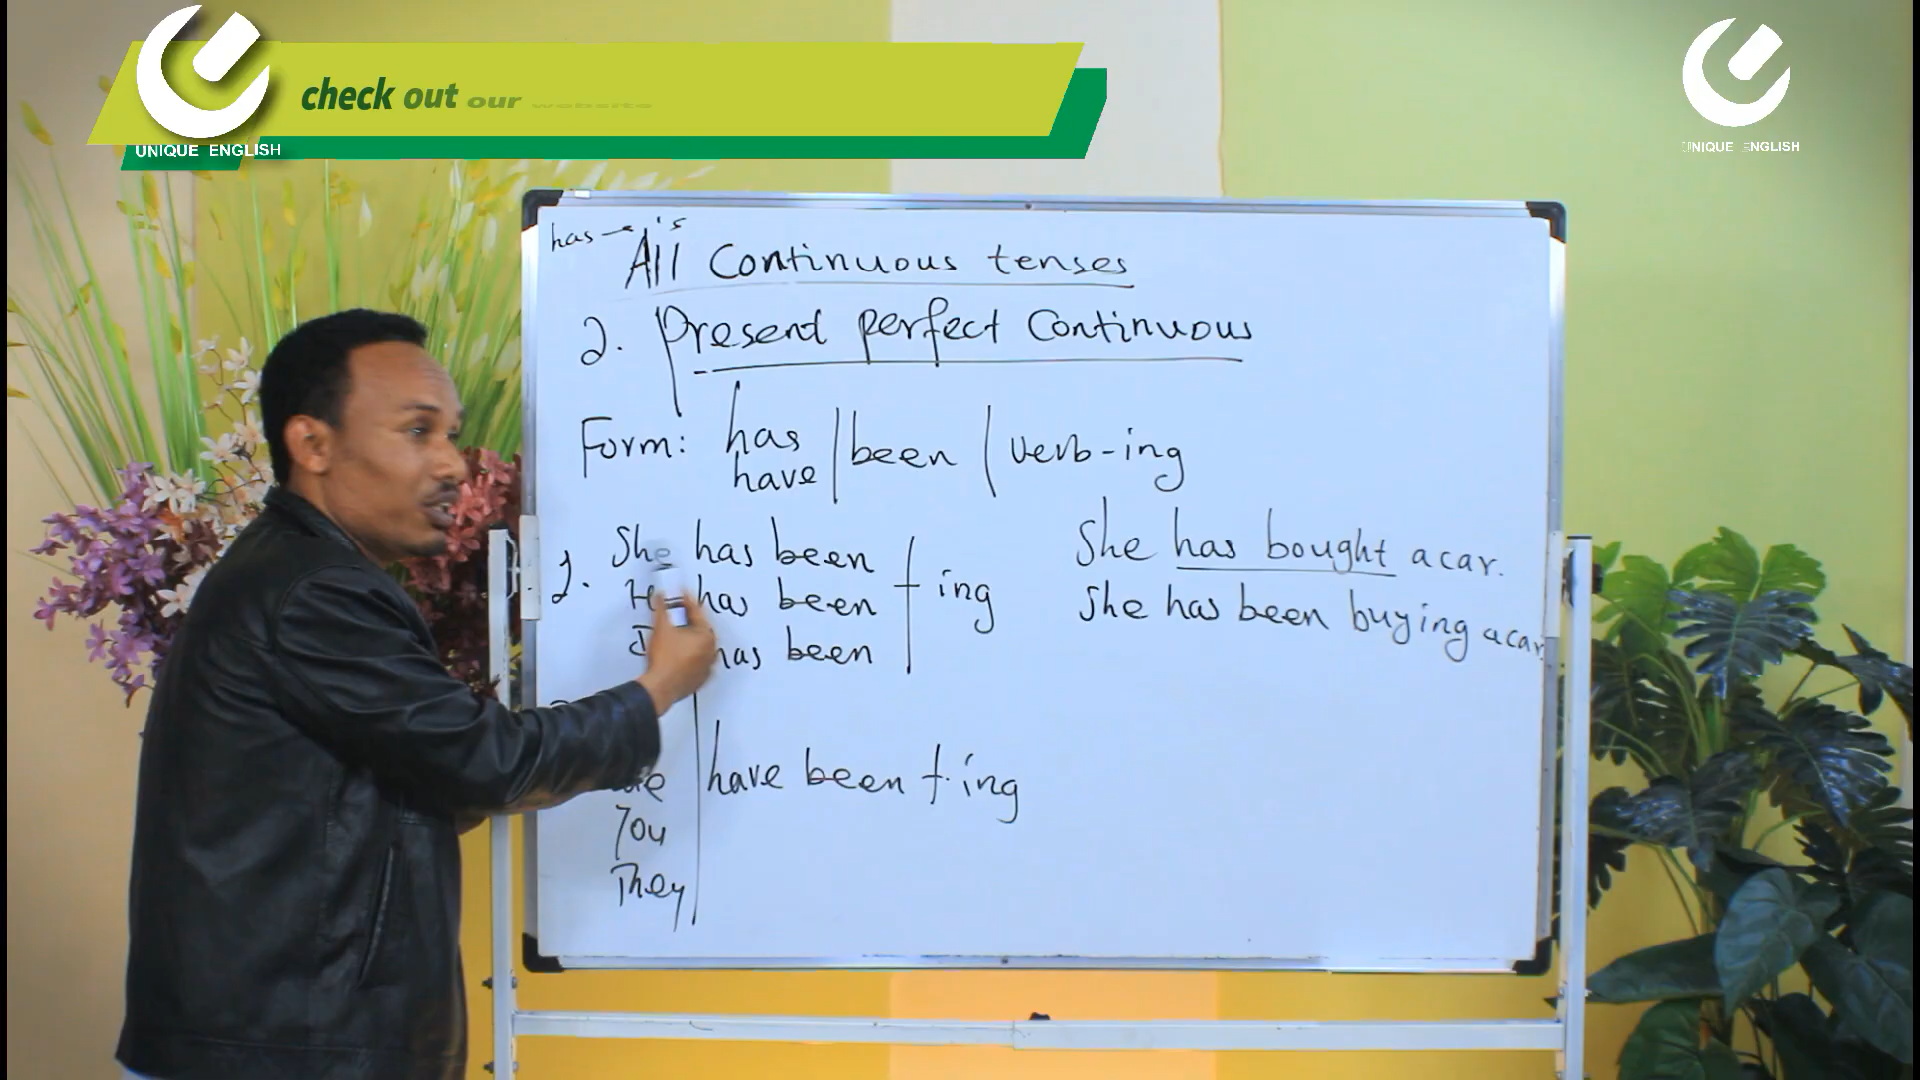 check out our website
UNIQUE ENGLISH
UNIQUE ENGLISH
has → 's
All Continuous tenses
2. Present perfect Continuous
Form: has / been / verb-ing
have
1. She has been
has been + ing
has been
She has bought a car.
She has been buying a car.
have been + ing
You
They